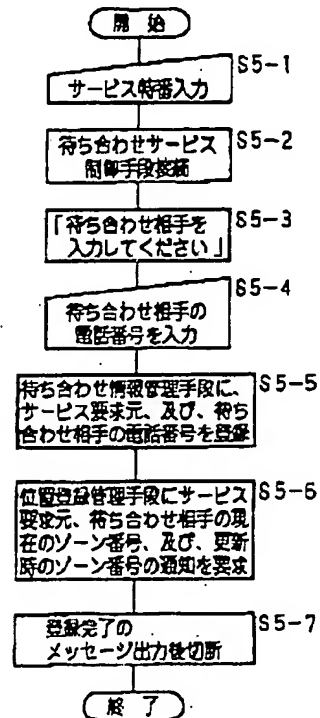 開 始
S5-1
サービス特番入力
S5-2
待ち合わせサービス
制御手段接続
S5-3
「待ち合わせ相手を
入力してください」
S5-4
待ち合わせ相手の
電話番号を入力
S5-5
待ち合わせ情報管理手段に、
サービス要求元、及び、待ち
合わせ相手の電話番号を登録
S5-6
位置登録管理手段にサービス
要求元、待ち合わせ相手の現
在のゾーン番号、及び、更新
時のゾーン番号の通知を要求
S5-7
登録完了の
メッセージ出力後切断
終 了